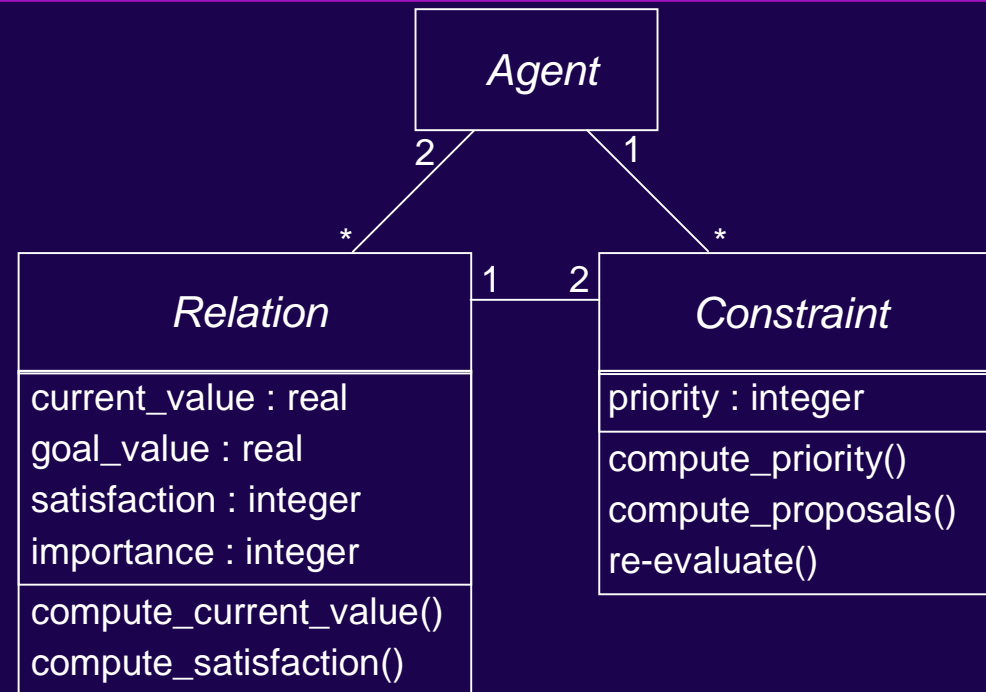 Agent
2
1
*
*
Relation
1
2
Constraint
current_value : real
goal_value : real
satisfaction : integer
importance : integer
compute_current_value()
compute_satisfaction()
priority : integer
compute_priority()
compute_proposals()
re-evaluate()